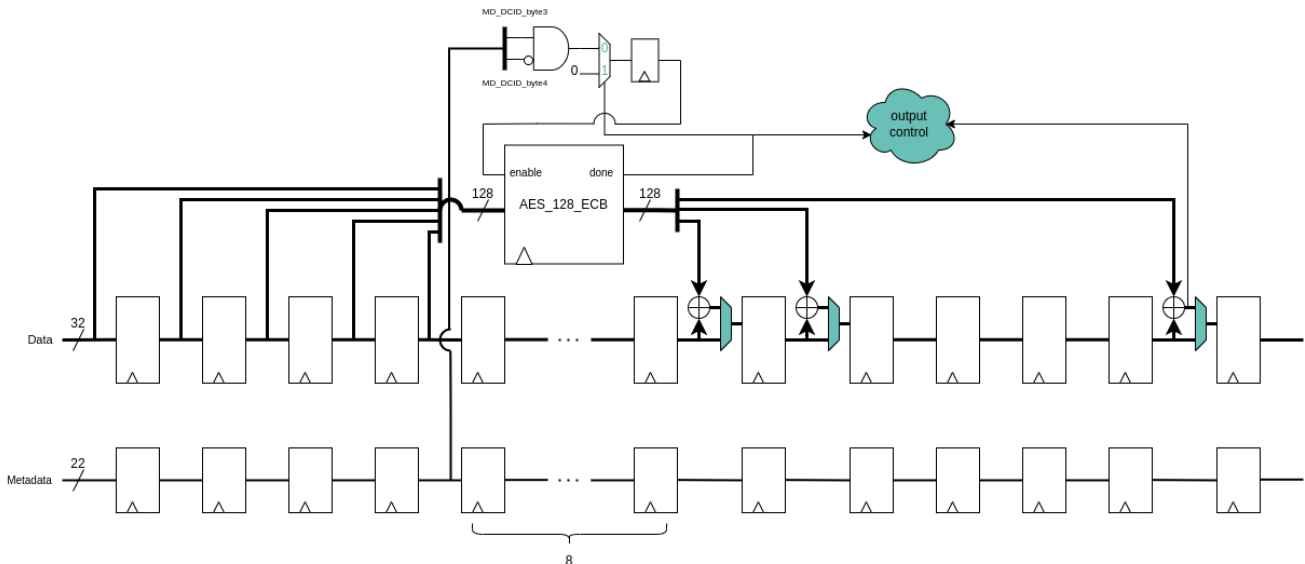 MD_DCID_byte3
0
0
1
MD_DCID_byte4
output
control
enable
done
128
AES_128_ECB
128
32
Data
. . .
22
Metadata
. . .
8